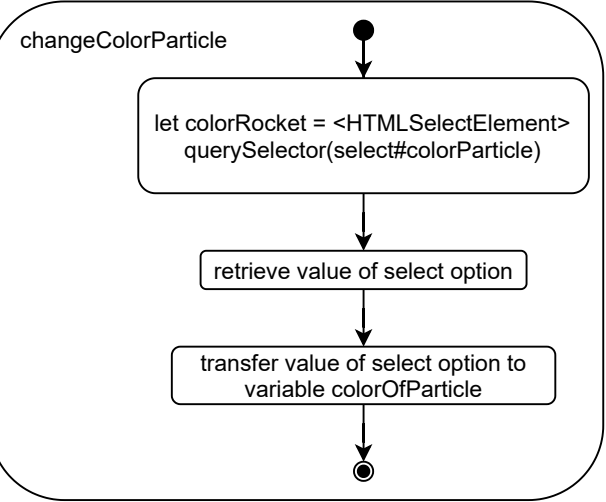 changeColorParticle
let colorRocket = <HTMLSelectElement>
querySelector(select#colorParticle)
retrieve value of select option
transfer value of select option to
variable colorOfParticle